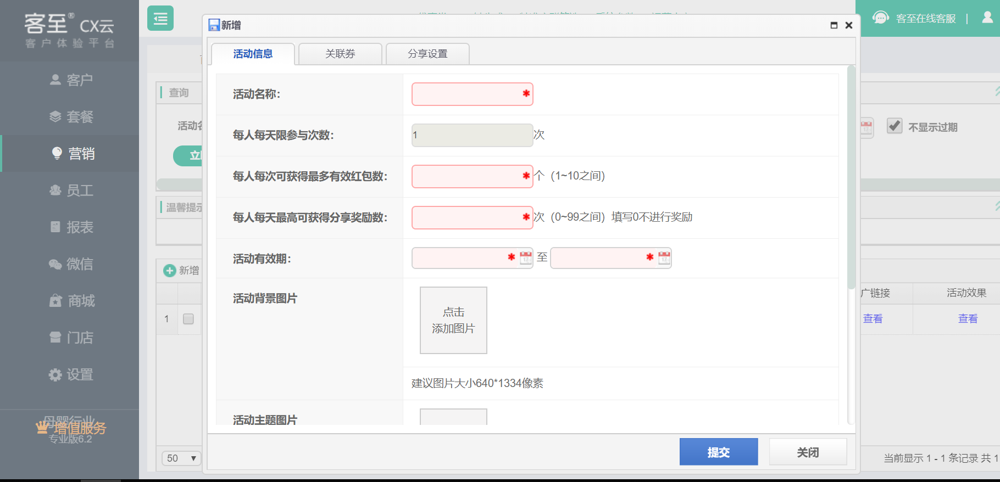 客至® CX云
客户体验平台
客户
套餐
营销
员工
报表
微信
商城
门店
设置
母婴行业
增值服务
专业版6.2
客至在线客服 |
查询
活动名
不显示过期
立
温馨提示
新增
广链接
活动效果
1
查看
查看
50
当前显示 1 - 1 条记录 共 1
新增
活动信息
关联券
分享设置
活动名称：
*
每人每天限参与次数：
1
次
每人每次可获得最多有效红包数：
*
个（1~10之间）
每人每天最高可获得分享奖励数：
*
次（0~99之间）填写0不进行奖励
活动有效期：
*
至
*
活动背景图片
点击
添加图片
建议图片大小640*1334像素
活动主题图片
提交
关闭